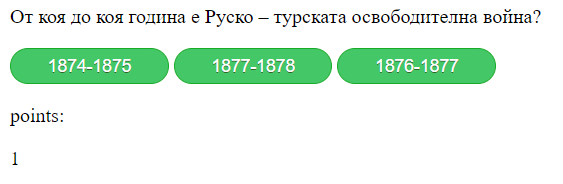 От коя до коя година е Руско – турската освободителна война?
1874-1875 1877-1878 1876-1877
points:
1